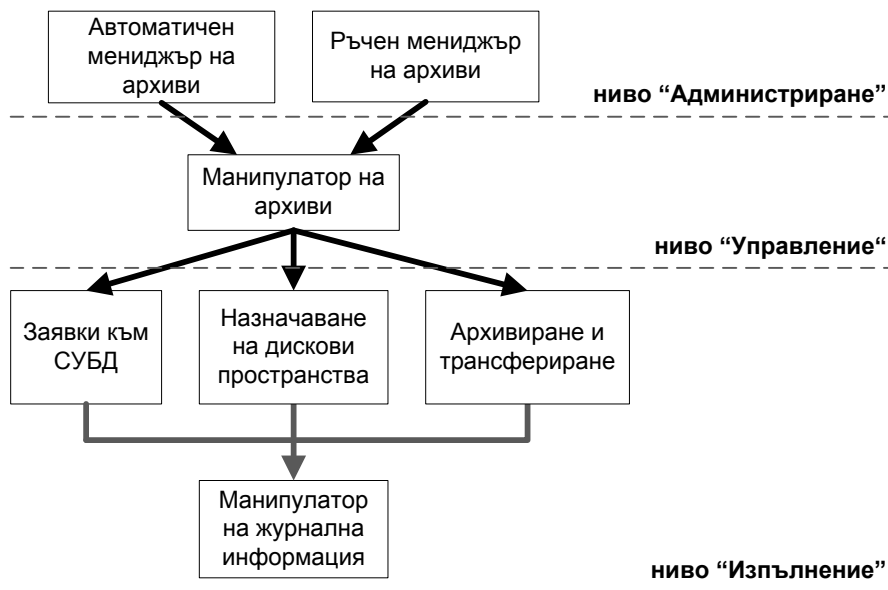 Автоматичен
мениджър на
архиви
Ръчен мениджър
на архиви
ниво “Администриране”
Манипулатор на
архиви
ниво “Управление“
Заявки към
СУБД
Назначаване
на дискови
пространства
Архивиране и
трансфериране
Манипулатор
на журнална
информация
ниво “Изпълнение”